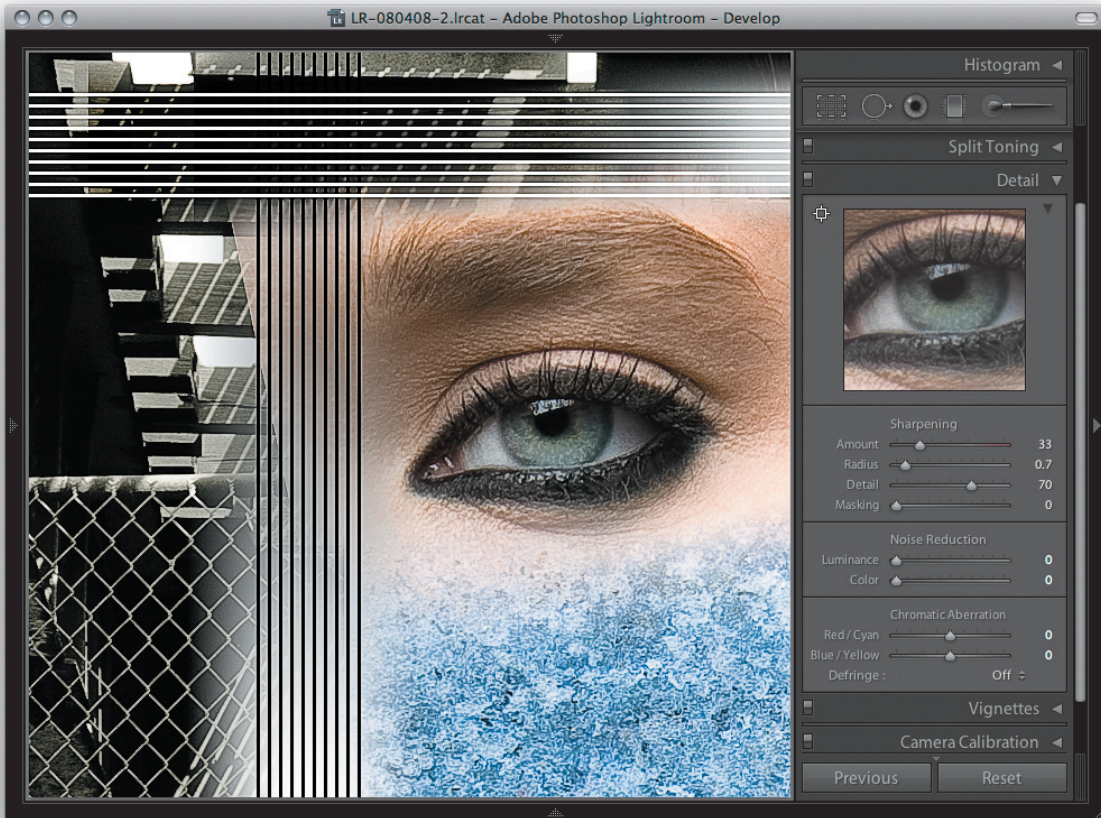 LR-080408-2.lrcat – Adobe Photoshop Lightroom – Develop
Histogram
Split Toning
Detail
Sharpening
Amount 33
Radius 0.7
Detail 70
Masking 0
Noise Reduction
Luminance 0
Color 0
Chromatic Aberration
Red / Cyan 0
Blue / Yellow 0
Defringe : Off
Vignettes
Camera Calibration
Previous Reset